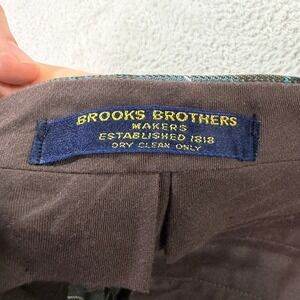 BROOKS BROTHERS
MAKERS
ESTABLISHED 1818
DRY CLEAN ONLY